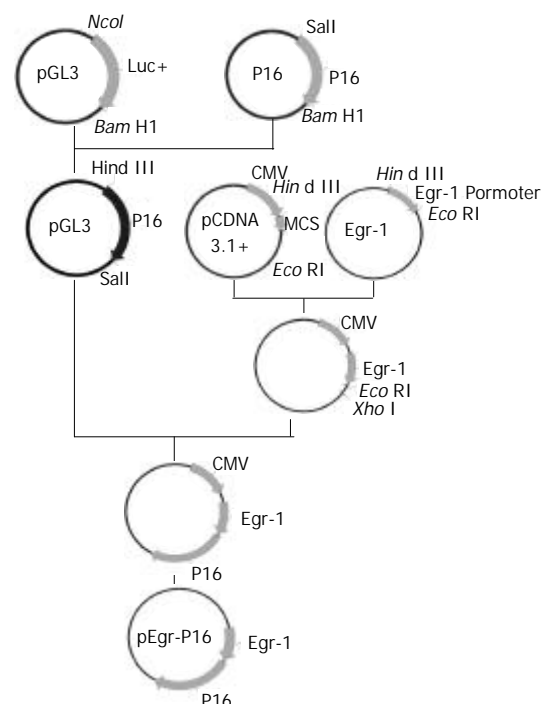 NcoI
pGL3
Luc+
Bam H1
SalI
P16
P16
Bam H1
Hind III
pGL3
P16
SalI
CMV
Hin d III
pCDNA
3.1+
MCS
Eco RI
Hin d III
Egr-1 Pormoter
Eco RI
Egr-1
CMV
Egr-1
Eco RI
Xho I
CMV
Egr-1
P16
pEgr-P16
Egr-1
P16